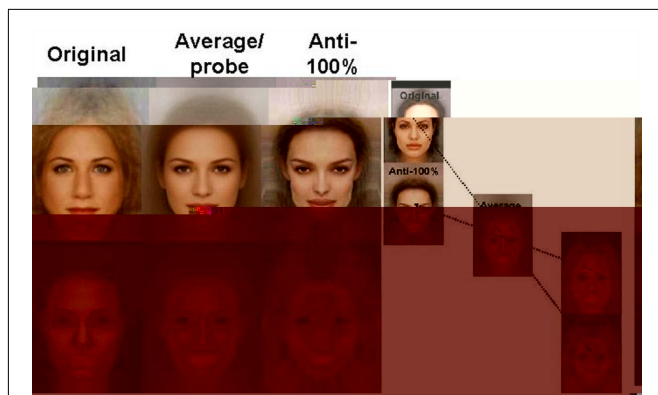 Original
Average/
probe
Anti-
100%
Original
Anti-100%
Average